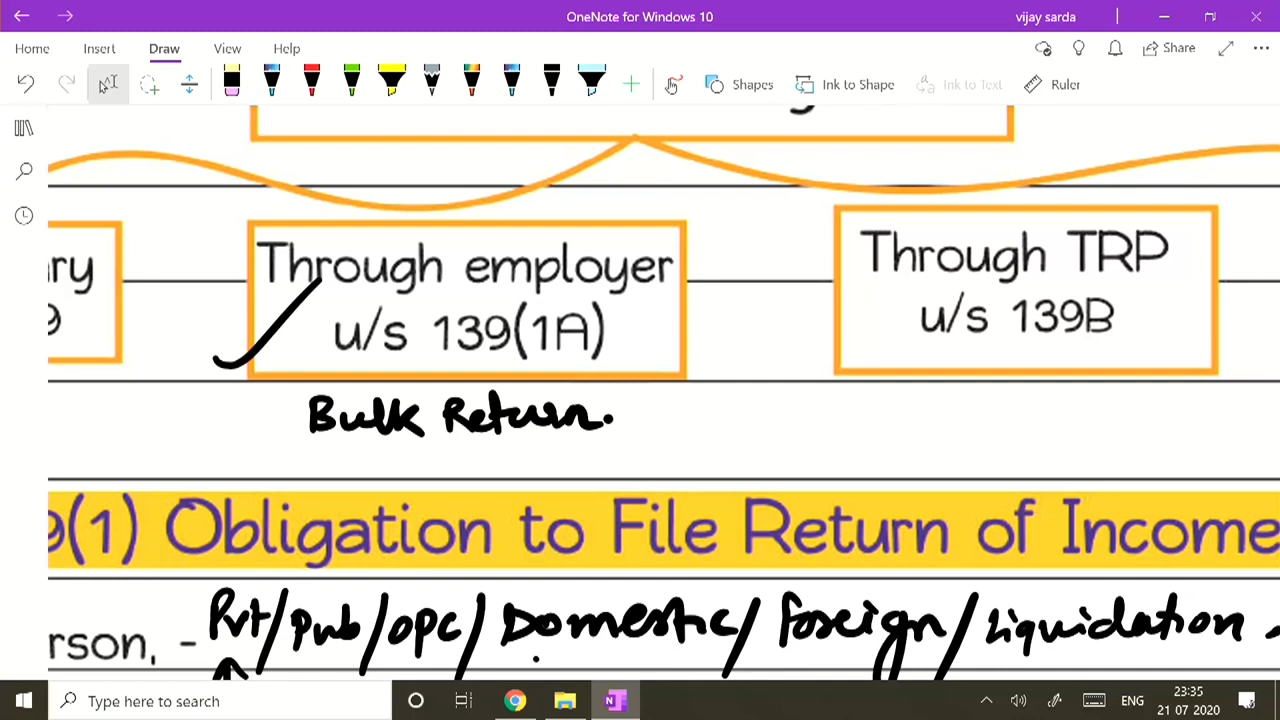 OneNote for Windows 10
vijay sarda
Home Insert Draw View Help Share
Shapes Ink to Shape Ink to Text Ruler
ry
9
Through employer
u/s 139(1A)
Through TRP
u/s 139B
Bulk Return.
9(1) Obligation to File Return of Income
rson, - Pvt/Pub/OPC/Domestic/Foreign/Liquidation -
Type here to search
ENG
23:35
21-07-2020